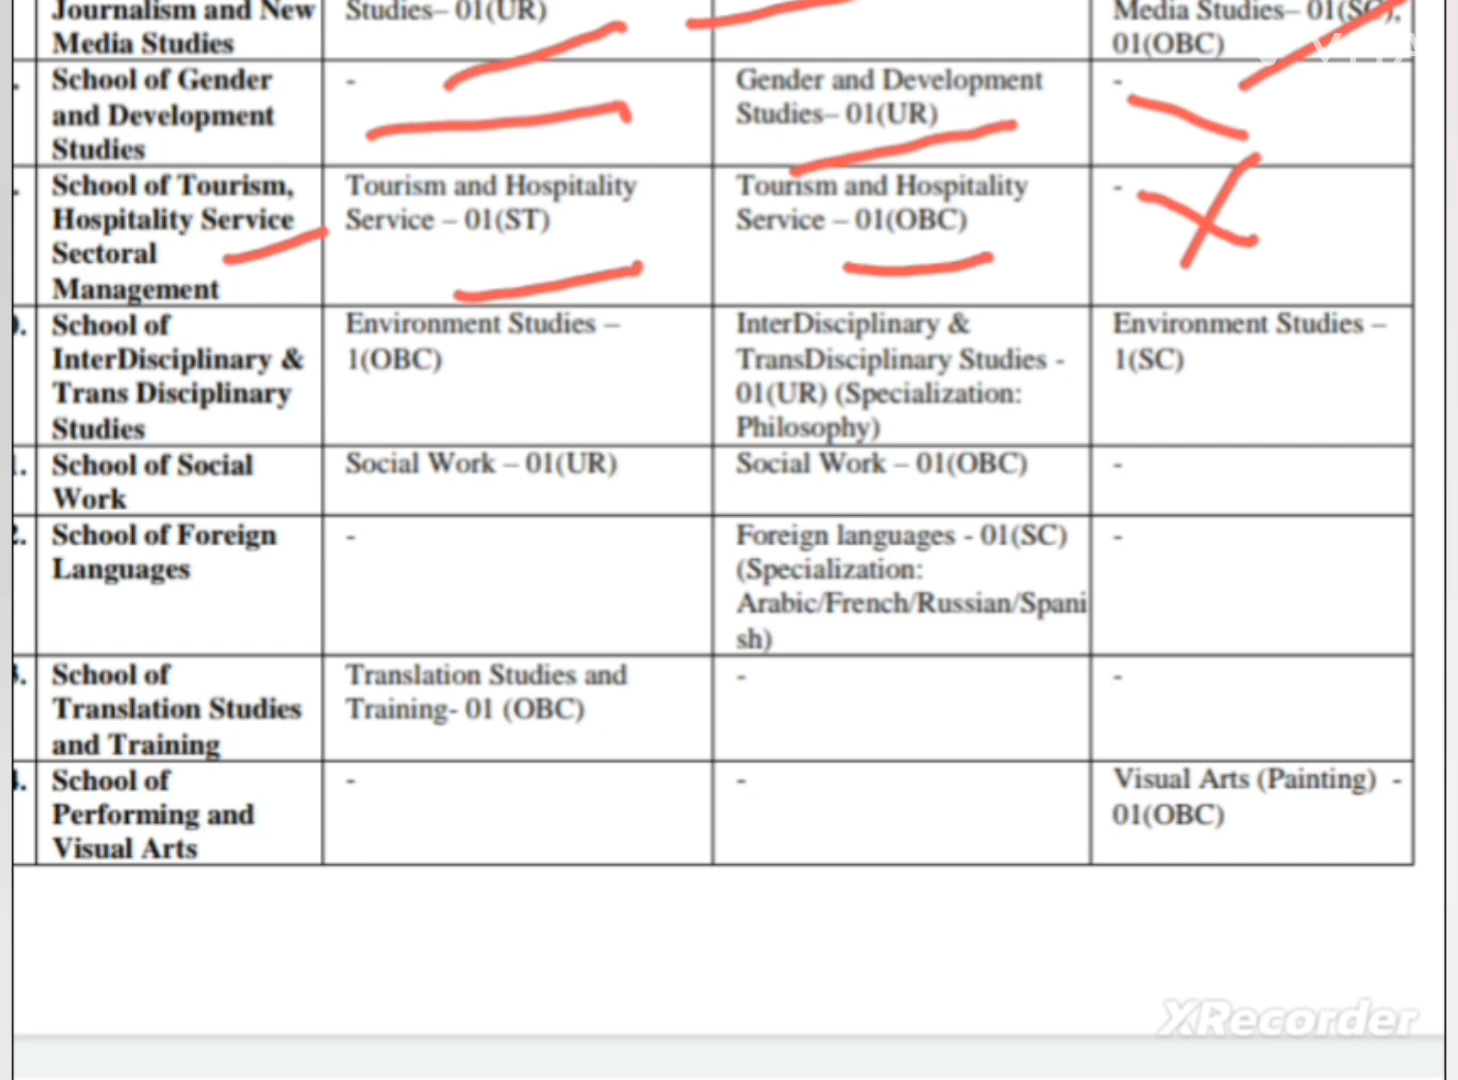 Journalism and New
Media Studies
Studies– 01(UR)
Media Studies– 01(SC),
01(OBC)
School of Gender
and Development
Studies
-
Gender and Development
Studies– 01(UR)
-
School of Tourism,
Hospitality Service
Sectoral
Management
Tourism and Hospitality
Service – 01(ST)
Tourism and Hospitality
Service – 01(OBC)
-
School of
InterDisciplinary &
Trans Disciplinary
Studies
Environment Studies –
1(OBC)
InterDisciplinary &
TransDisciplinary Studies -
01(UR) (Specialization:
Philosophy)
Environment Studies –
1(SC)
School of Social
Work
Social Work – 01(UR)
Social Work – 01(OBC)
-
School of Foreign
Languages
-
Foreign languages - 01(SC)
(Specialization:
Arabic/French/Russian/Spani
sh)
-
School of
Translation Studies
and Training
Translation Studies and
Training- 01 (OBC)
-
-
School of
Performing and
Visual Arts
-
-
Visual Arts (Painting) -
01(OBC)
XRecorder